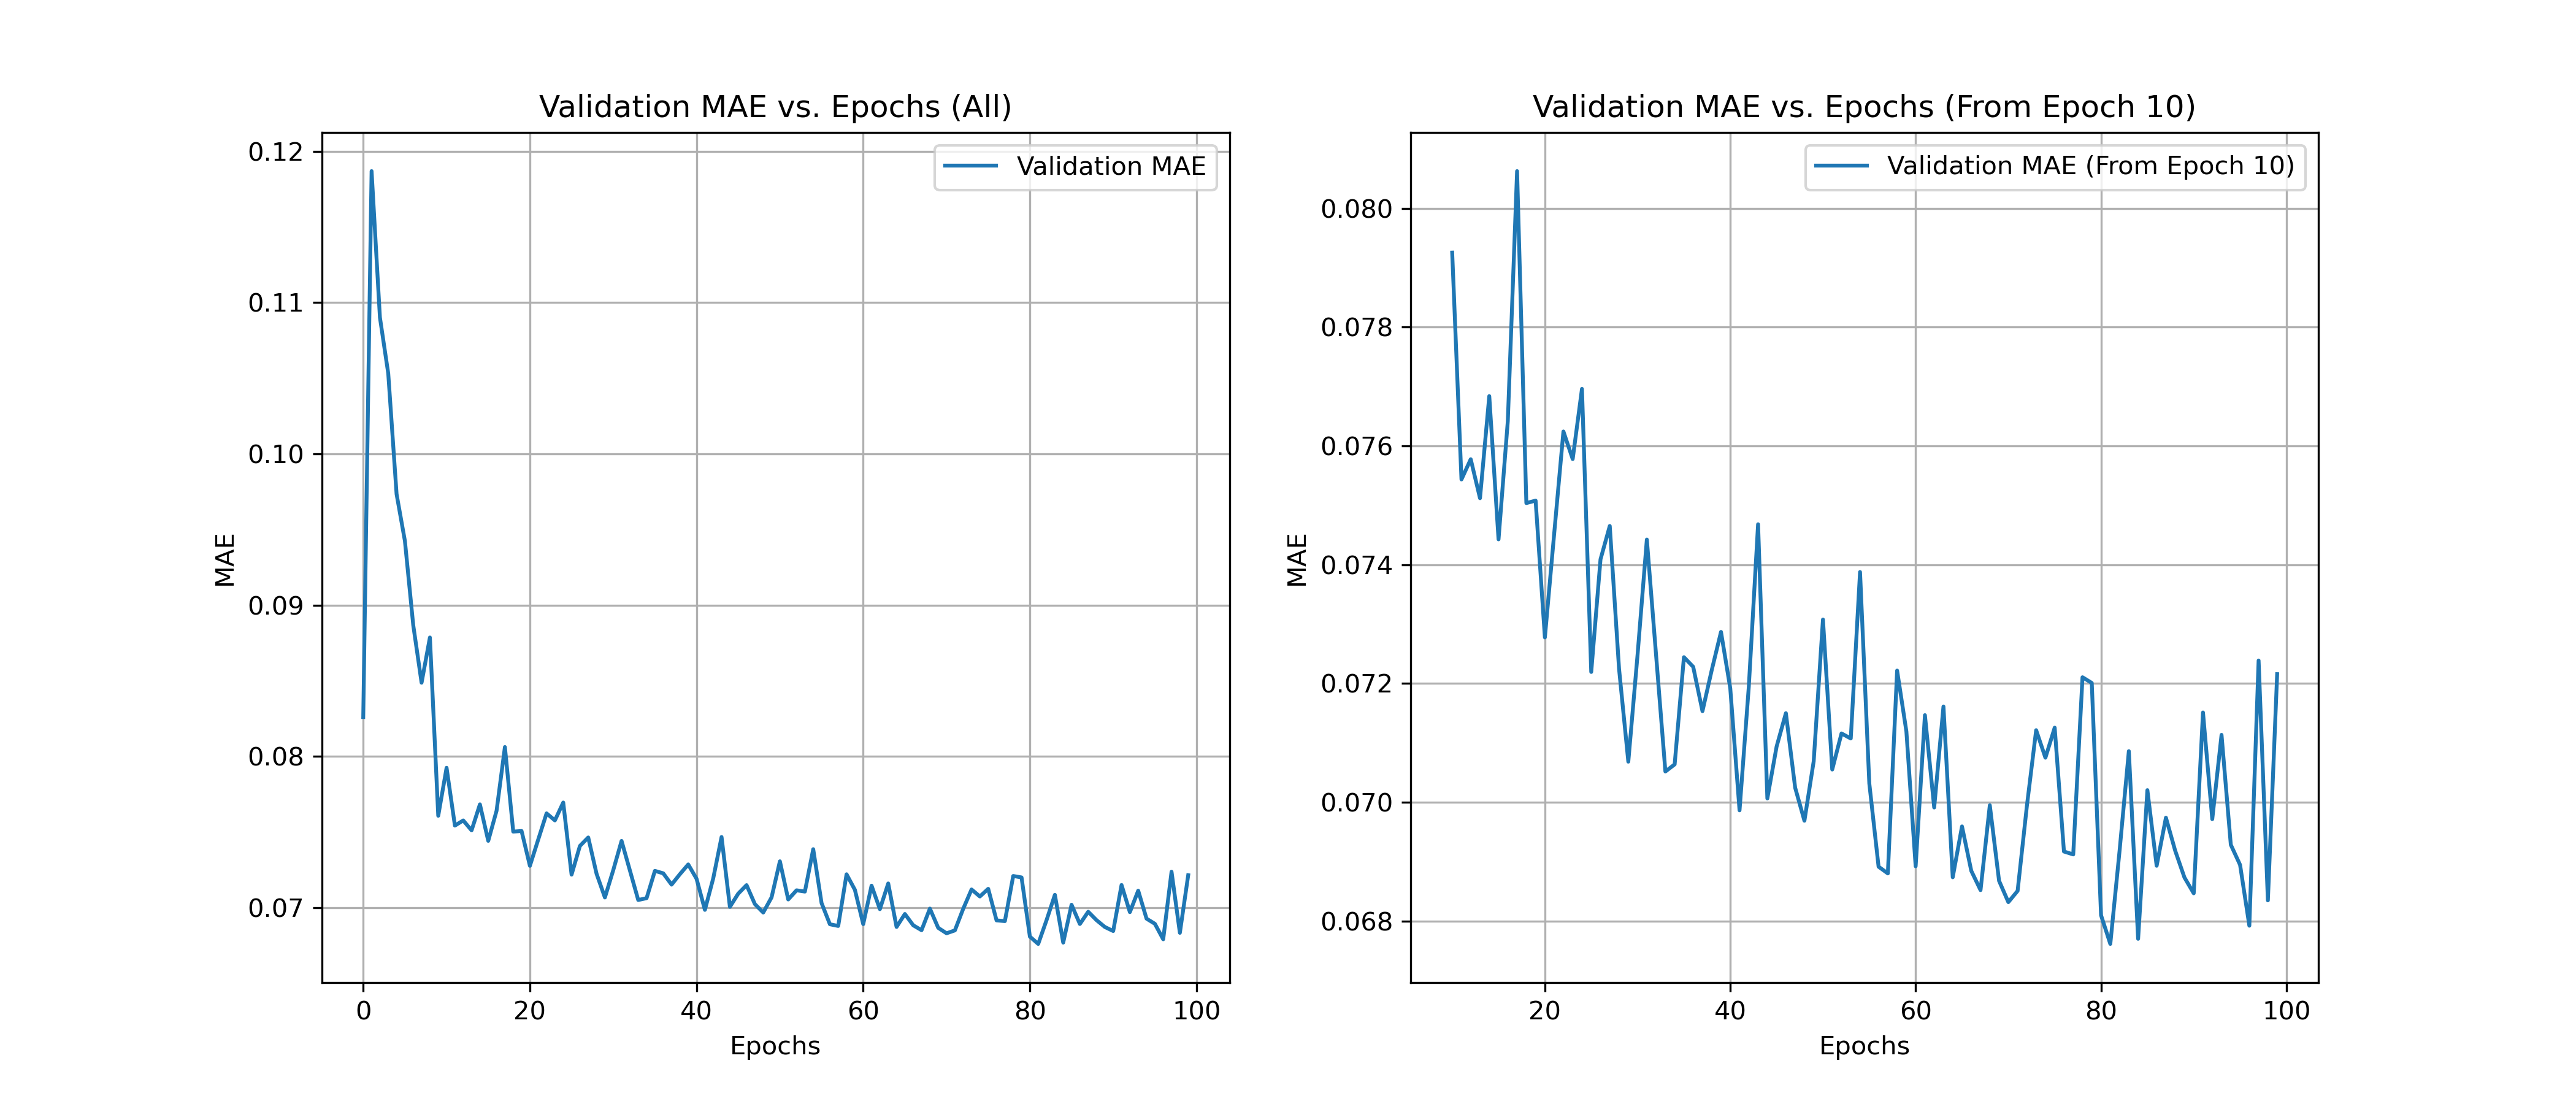 Validation MAE vs. Epochs (All)
Validation MAE
0.12
0.11
0.10
0.09
0.08
0.07
MAE
0 20 40 60 80 100
Epochs
Validation MAE vs. Epochs (From Epoch 10)
Validation MAE (From Epoch 10)
0.080
0.078
0.076
0.074
0.072
0.070
0.068
MAE
20 40 60 80 100
Epochs